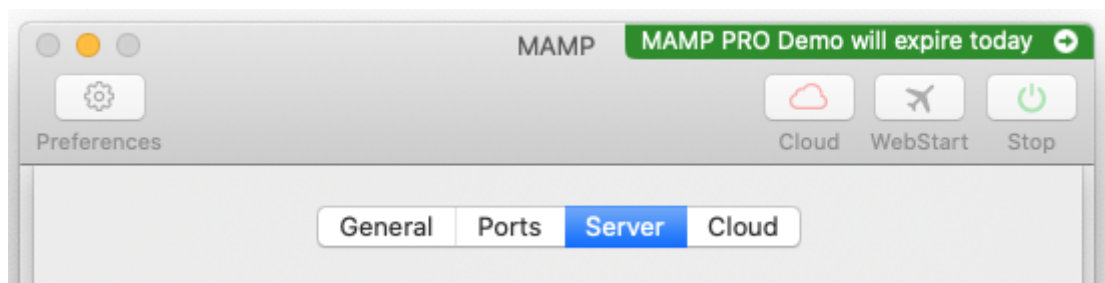 MAMP MAMP PRO Demo will expire today
Preferences Cloud WebStart Stop
General Ports Server Cloud